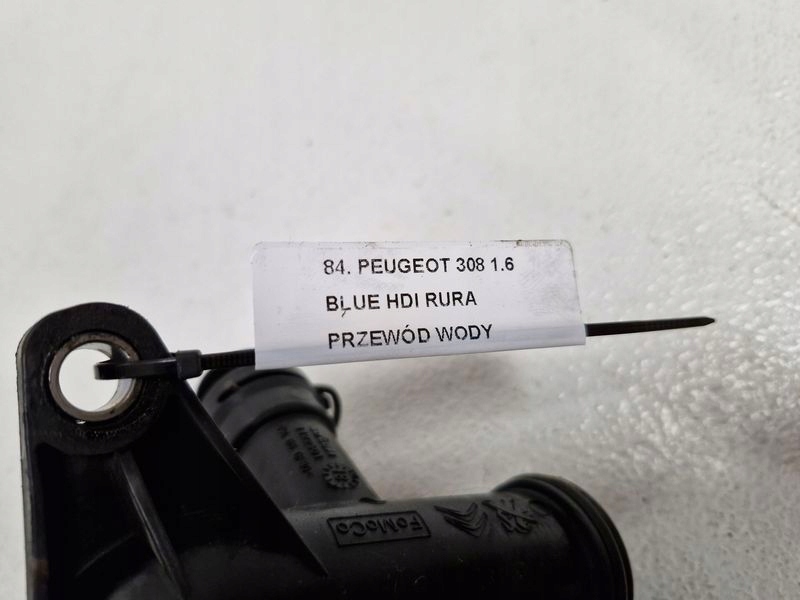 84. PEUGEOT 308 1.6
BLUE HDI RURA
PRZEWÓD WODY
FoMoCo